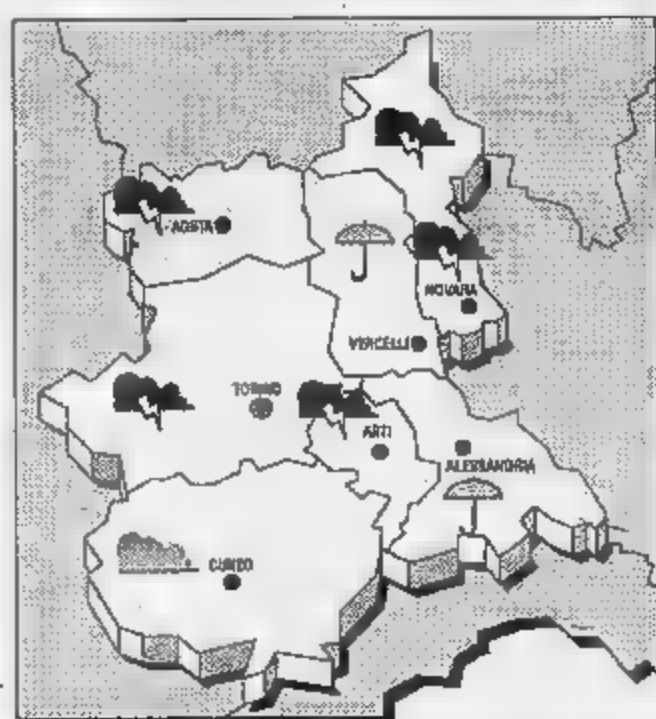 AOSTA
NOVARA
VERCELLI
TORINO
ASTI
ALESSANDRIA
CUNEO